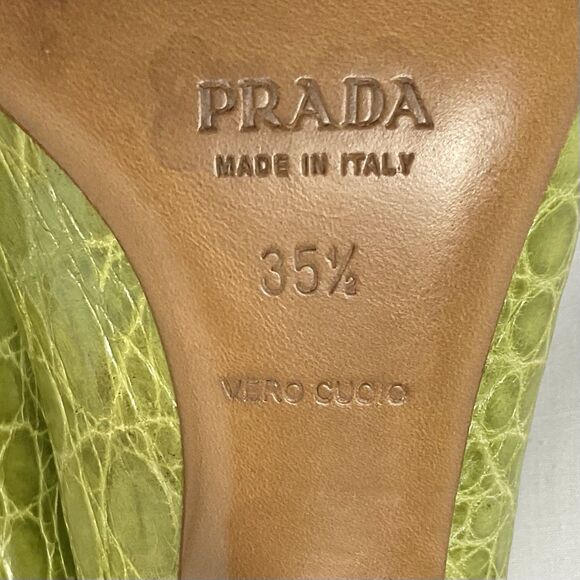 PRADA
MADE IN ITALY
35½
VERO CUOIO